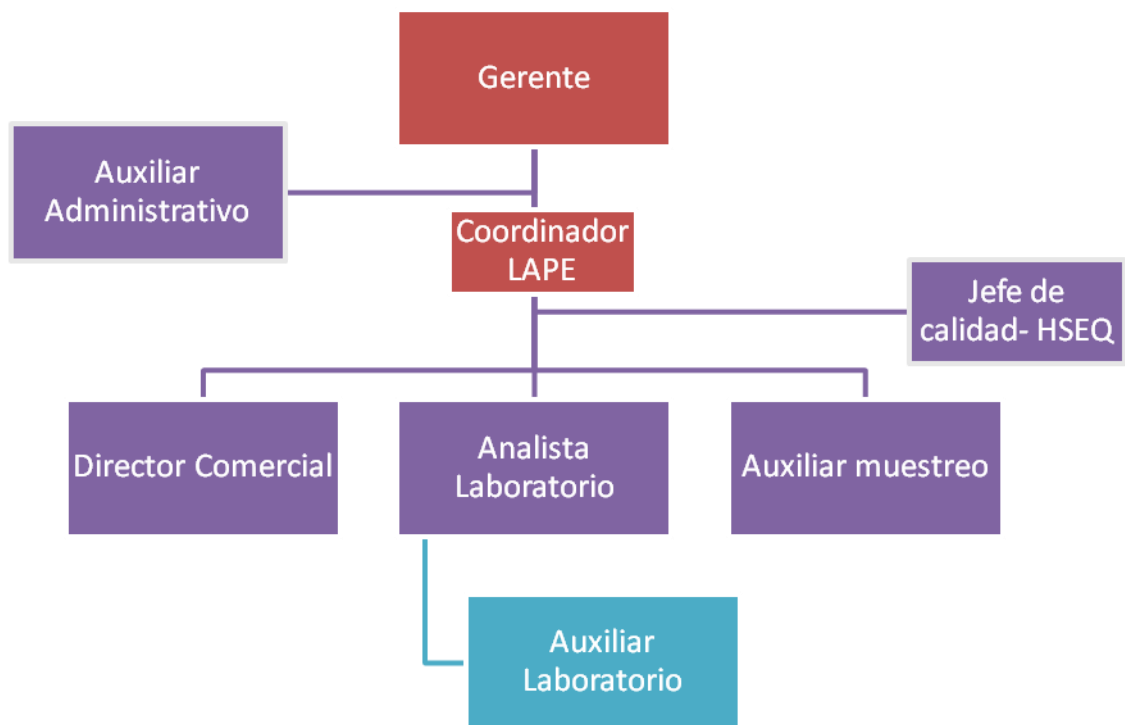 Gerente
Auxiliar
Administrativo
Coordinador
LAPE
Jefe de
calidad- HSEQ
Director Comercial
Analista
Laboratorio
Auxiliar muestreo
Auxiliar
Laboratorio